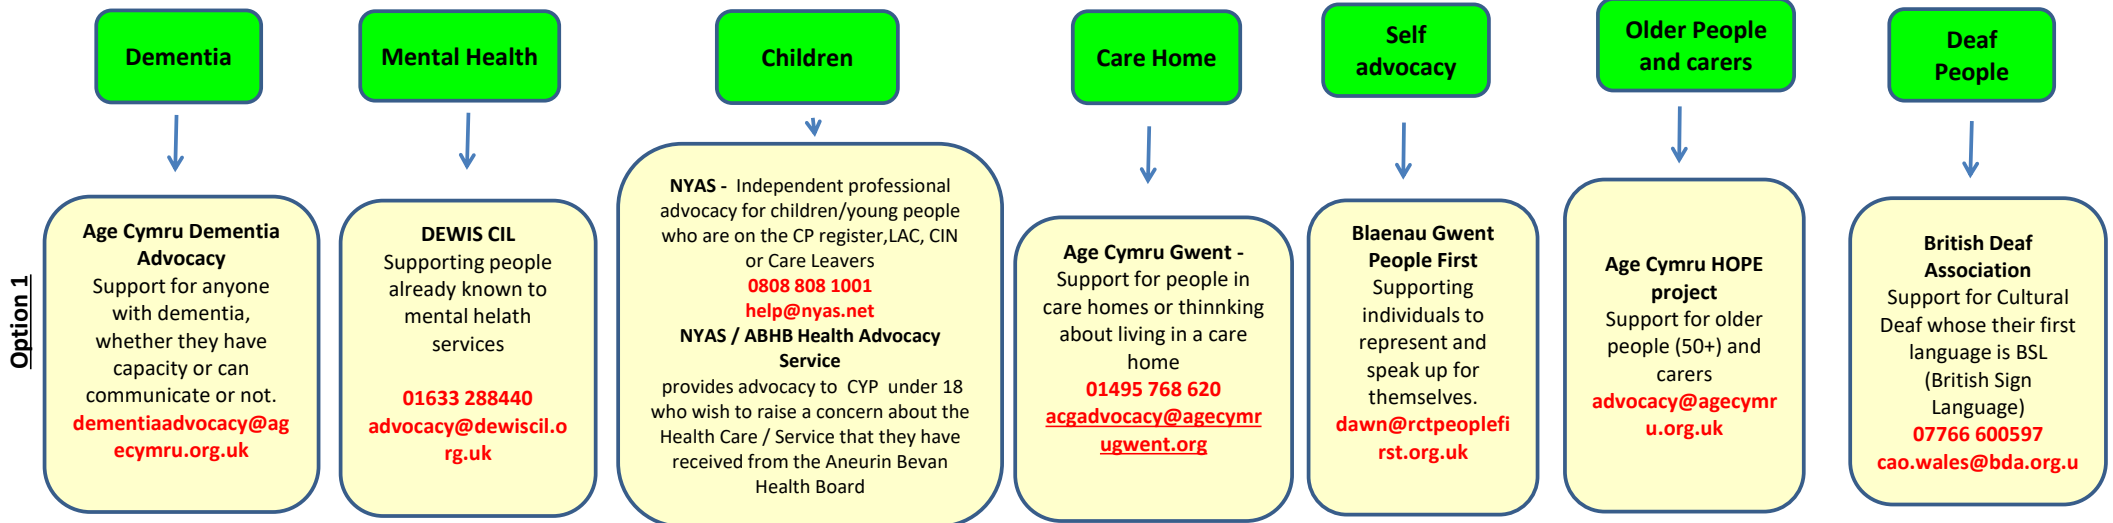 Dementia
Mental Health
Children
Care Home
Self
advocacy
Older People
and carers
Deaf
People
Option 1
Age Cymru Dementia
Advocacy
Support for anyone
with dementia,
whether they have
capacity or can
communicate or not.
dementiaadvocacy@ag
ecymru.org.uk
DEWIS CIL
Supporting people
already known to
mental helath
services
01633 288440
advocacy@dewiscil.o
rg.uk
NYAS - Independent professional
advocacy for children/young people
who are on the CP register,LAC, CIN
or Care Leavers
0808 808 1001
help@nyas.net
NYAS / ABHB Health Advocacy
Service
provides advocacy to CYP under 18
who wish to raise a concern about the
Health Care / Service that they have
received from the Aneurin Bevan
Health Board
Age Cymru Gwent -
Support for people in
care homes or thinnking
about living in a care
home
01495 768 620
acgadvocacy@agecymr
ugwent.org
Blaenau Gwent
People First
Supporting
individuals to
represent and
speak up for
themselves.
dawn@rctpeoplefi
rst.org.uk
Age Cymru HOPE
project
Support for older
people (50+) and
carers
advocacy@agecymr
u.org.uk
British Deaf
Association
Support for Cultural
Deaf whose their first
language is BSL
(British Sign
Language)
07766 600597
cao.wales@bda.org.u